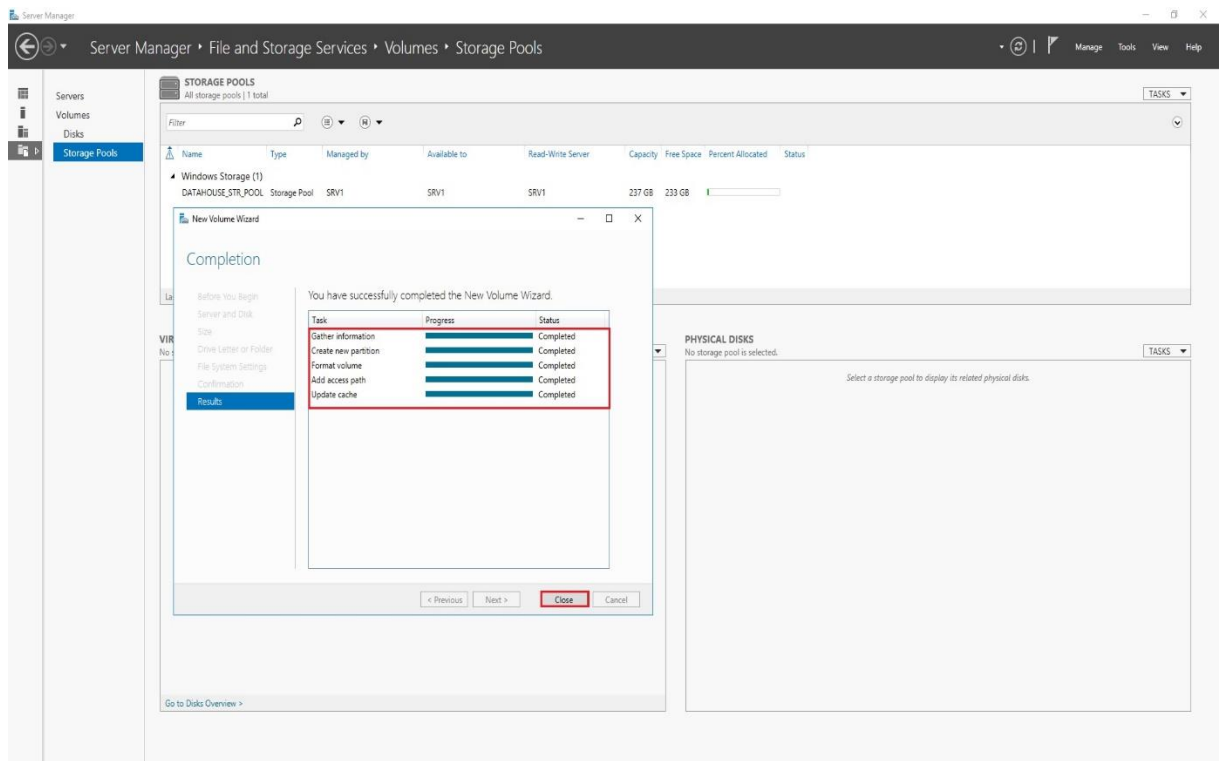 Server Manager
Server Manager ‣ File and Storage Services ‣ Volumes ‣ Storage Pools
Manage Tools View Help
Servers
Volumes
Disks
Storage Pools
STORAGE POOLS
All storage pools | 1 total
TASKS
Filter
Name Type Managed by Available to Read-Write Server Capacity Free Space Percent Allocated Status
Windows Storage (1)
DATAHOUSE_STR_POOL Storage Pool SRV1 SRV1 SRV1 237 GB 233 GB
New Volume Wizard
Completion
Before You Begin
Server and Disk
Size
Drive Letter or Folder
File System Settings
Confirmation
Results
You have successfully completed the New Volume Wizard.
Task Progress Status
Gather information Completed
Create new partition Completed
Format volume Completed
Add access path Completed
Update cache Completed
< Previous Next > Close Cancel
La
VIR
No s
Go to Disks Overview >
PHYSICAL DISKS
No storage pool is selected.
TASKS
Select a storage pool to display its related physical disks.